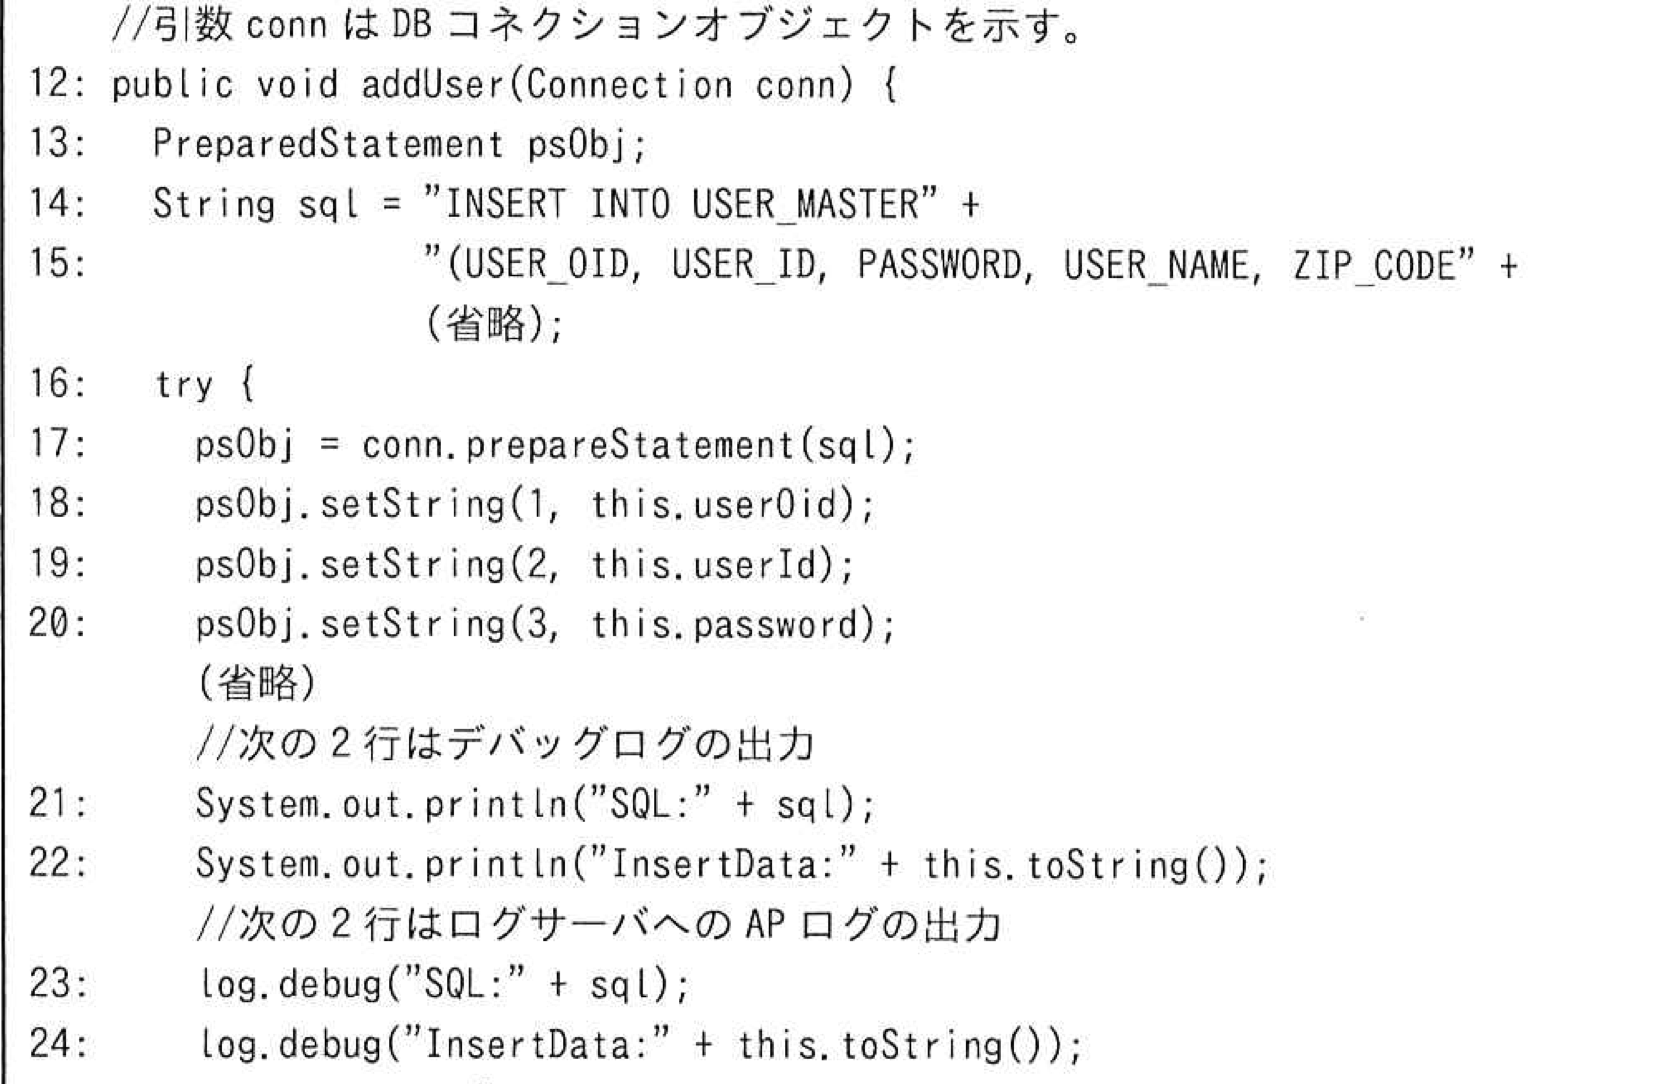 //引数 conn は DB コネクションオブジェクトを示す。
12: public void addUser(Connection conn) {
13:   PreparedStatement psObj;
14:   String sql = ”INSERT INTO USER_MASTER” +
15:                ”(USER_OID, USER_ID, PASSWORD, USER_NAME, ZIP_CODE” +
(省略);
16:   try {
17:     psObj = conn.prepareStatement(sql);
18:     psObj.setString(1, this.userOid);
19:     psObj.setString(2, this.userId);
20:     psObj.setString(3, this.password);
(省略)
//次の 2 行はデバッグログの出力
21:     System.out.println(”SQL:” + sql);
22:     System.out.println(”InsertData:” + this.toString());
//次の 2 行はログサーバへの AP ログの出力
23:     log.debug(”SQL:” + sql);
24:     log.debug(”InsertData:” + this.toString());